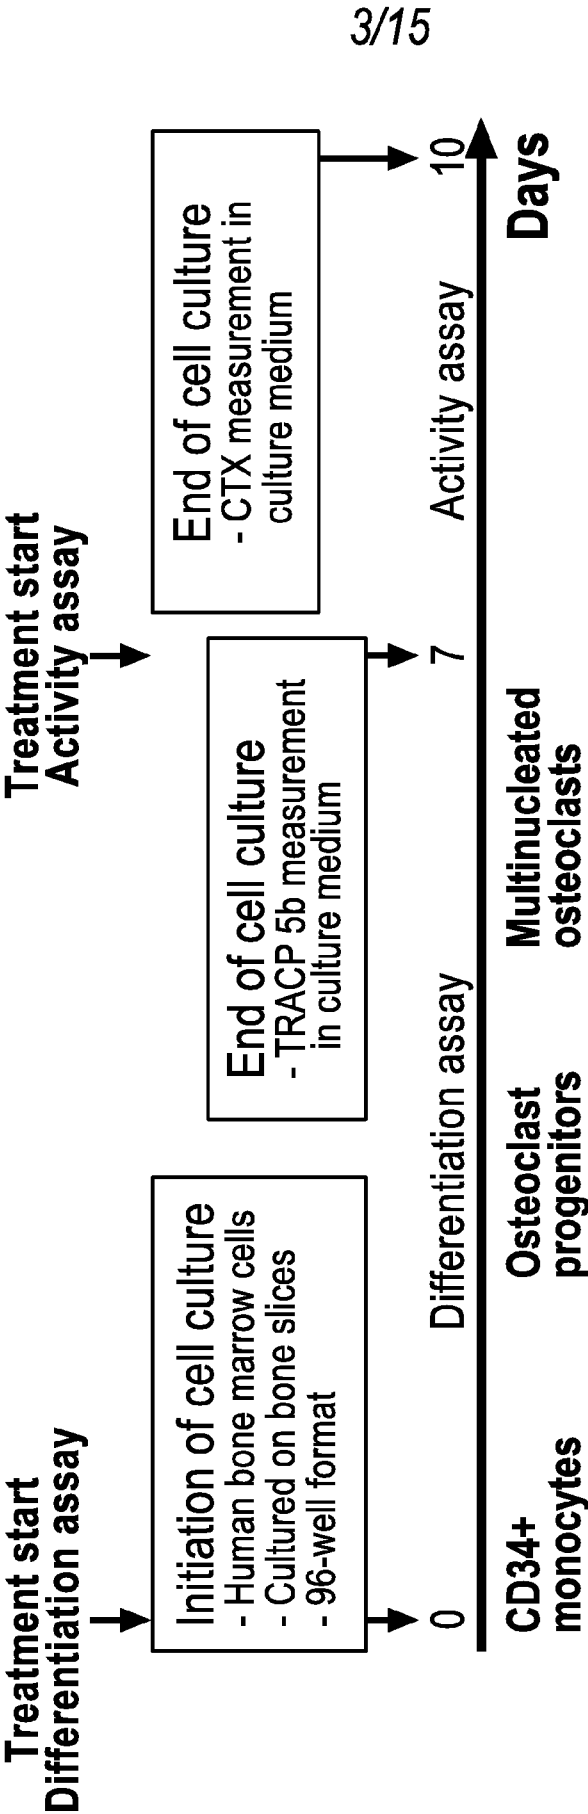 3/15
Treatment start
Differentiation assay
Treatment start
Activity assay
Initiation of cell culture
- Human bone marrow cells
- Cultured on bone slices
- 96-well format
End of cell culture
- TRACP 5b measurement
in culture medium
End of cell culture
- CTX measurement in
culture medium
0
Differentiation assay
7
Activity assay
10
Days
CD34+
monocytes
Osteoclast
progenitors
Multinucleated
osteoclasts